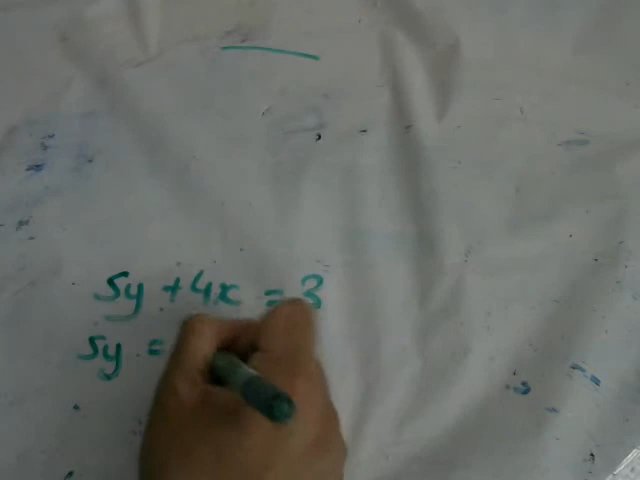 5y + 4x = 3
5y =